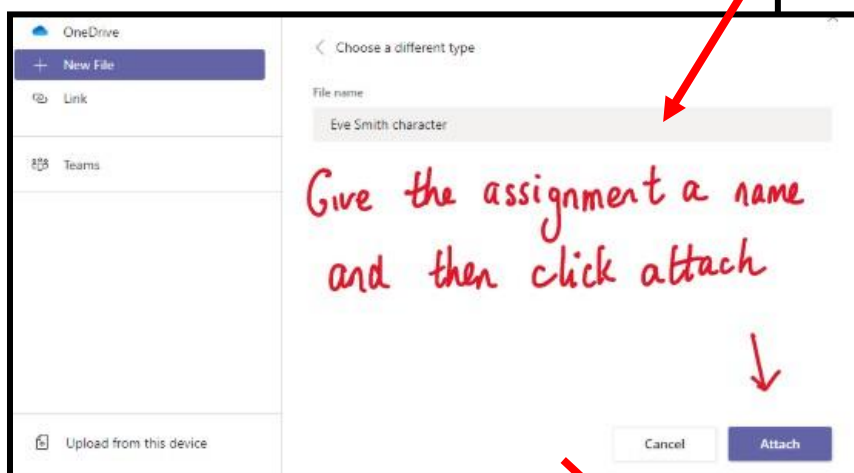 OneDrive
New File
Link
Teams
Upload from this device
Choose a different type
File name
Eve Smith character
Give the assignment a name
and then click attach
Cancel
Attach